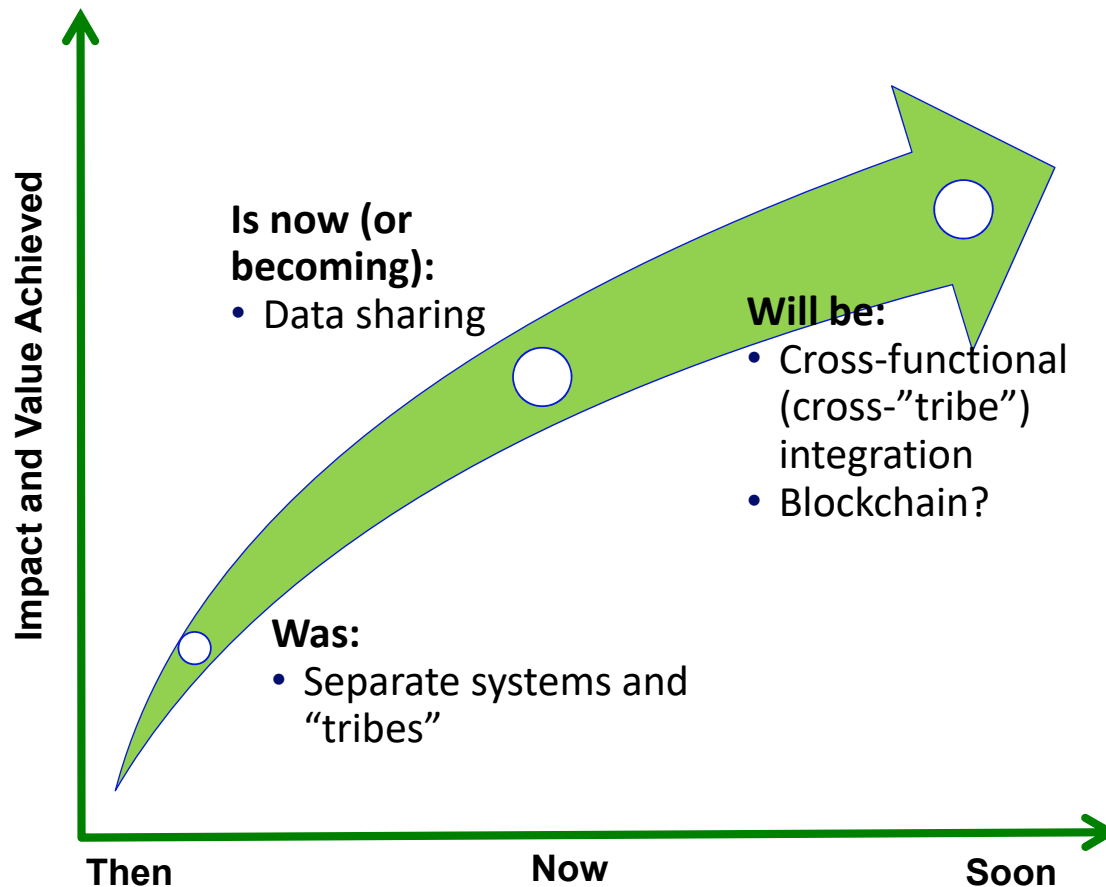 Impact and Value Achieved
Is now (or
becoming):
• Data sharing
Will be:
• Cross-functional
(cross-”tribe”)
integration
• Blockchain?
Was:
• Separate systems and
“tribes”
Then
Now
Soon